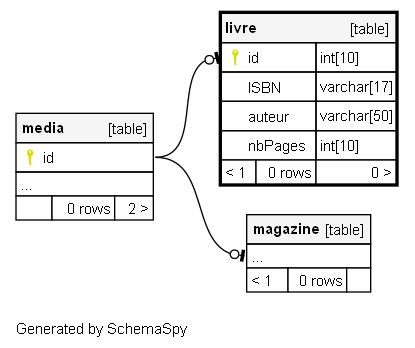 livre [table]
id int[10]
ISBN varchar[17]
auteur varchar[50]
nbPages int[10]
< 1 0 rows 0 >
media [table]
id
...
0 rows 2 >
magazine [table]
...
< 1 0 rows
Generated by SchemaSpy